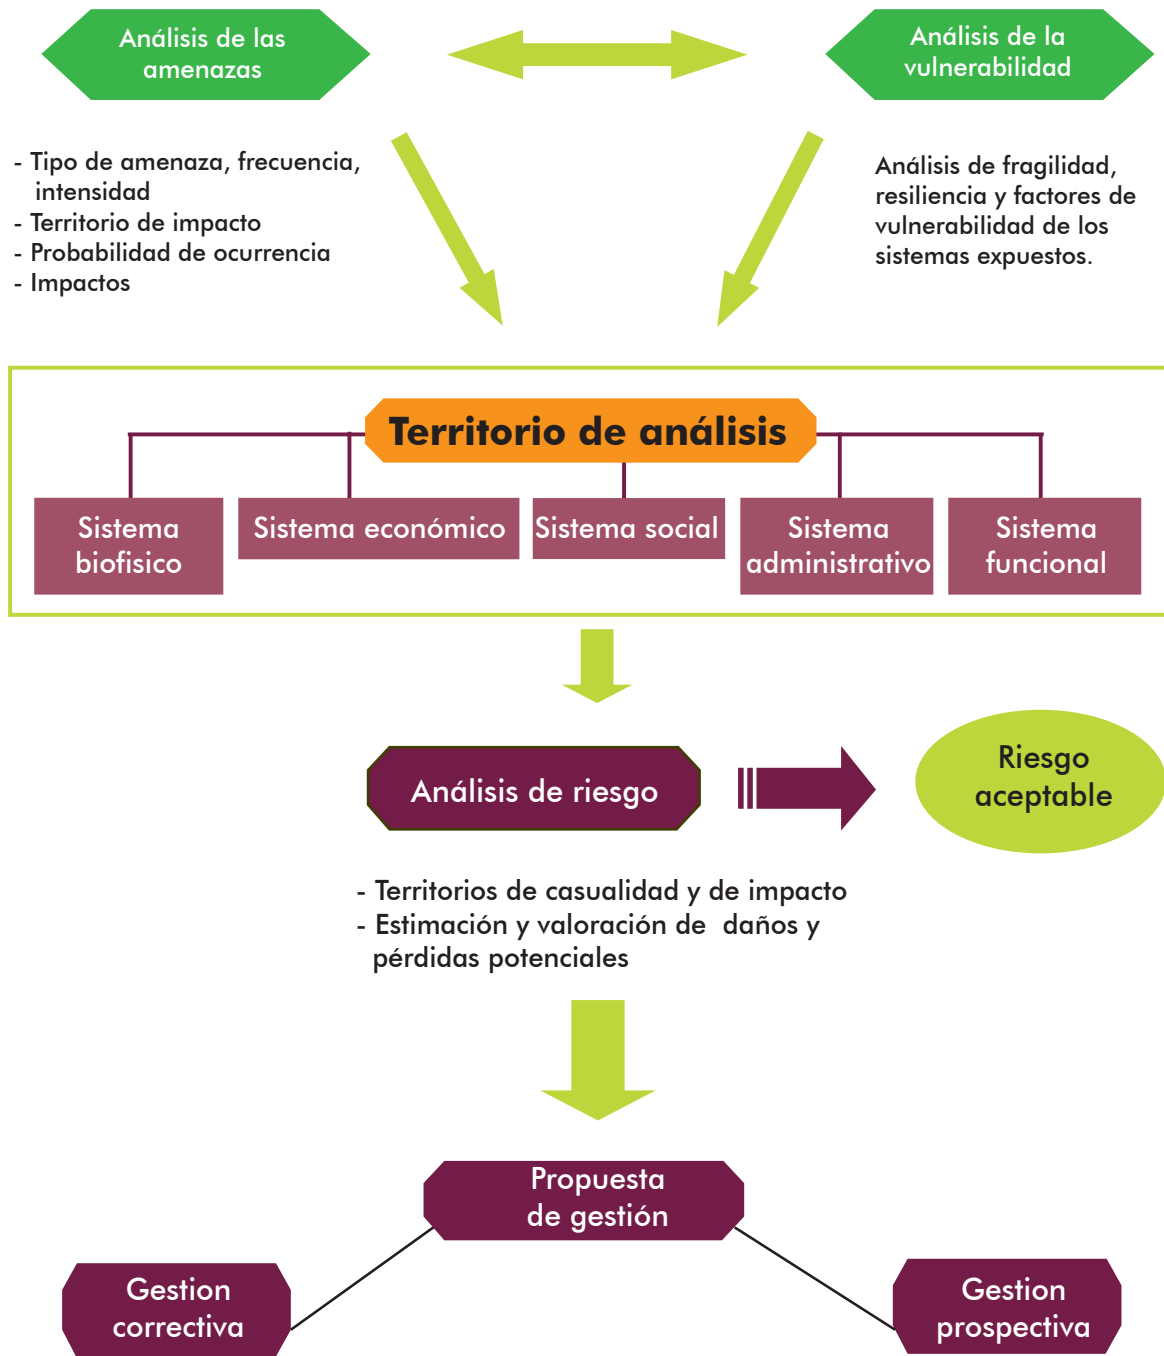 Análisis de las
amenazas
Análisis de la
vulnerabilidad
- Tipo de amenaza, frecuencia,
intensidad
- Territorio de impacto
- Probabilidad de ocurrencia
- Impactos
Análisis de fragilidad,
resiliencia y factores de
vulnerabilidad de los
sistemas expuestos.
Territorio de análisis
Sistema
biofisico
Sistema económico
Sistema social
Sistema
administrativo
Sistema
funcional
Análisis de riesgo
Riesgo
aceptable
- Territorios de casualidad y de impacto
- Estimación y valoración de daños y
pérdidas potenciales
Propuesta
de gestión
Gestion
correctiva
Gestion
prospectiva